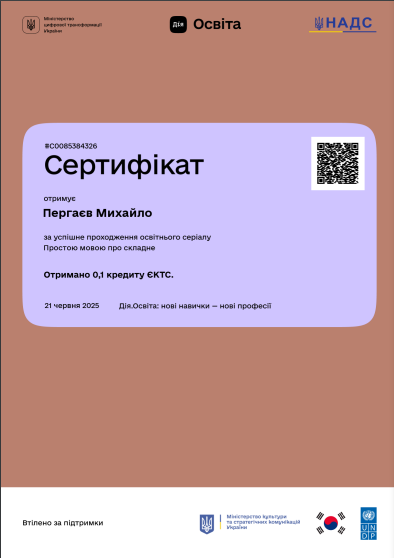 Міністерство
цифрової трансформації
України
Дія Освіта
НАДС
#C0085384326
Сертифікат
отримує
Пергаєв Михайло
за успішне проходження освітнього серіалу
Простою мовою про складне
Отримано 0,1 кредиту ЄКТС.
21 червня 2025
Дія.Освіта: нові навички — нові професії
Втілено за підтримки
Міністерство культури
та стратегічних комунікацій
України
UN
DP